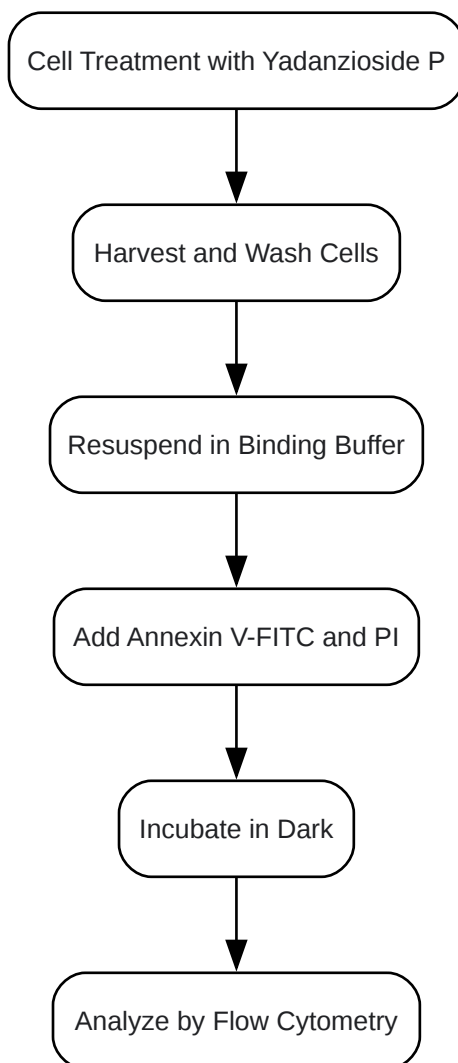 Cell Treatment with Yadanzioside P
Harvest and Wash Cells
Resuspend in Binding Buffer
Add Annexin V-FITC and PI
Incubate in Dark
Analyze by Flow Cytometry